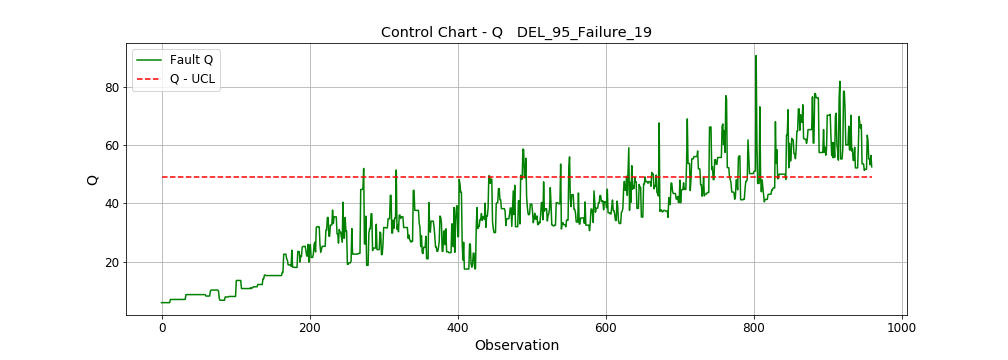 Control Chart - Q   DEL_95_Failure_19
Fault Q
Q - UCL
Q
80
60
40
20
0 200 400 600 800 1000
Observation